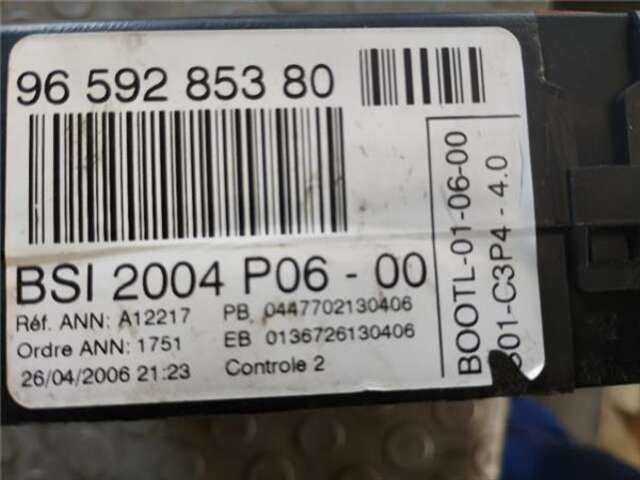 96 592 853 80
BSI 2004 P06 - 00
Réf. ANN: A12217 PB 0447702130406
Ordre ANN: 1751 EB 0136726130406
26/04/2006 21:23 Controle 2
BOOTL-01-06-00
01-C3P4 - 4.0